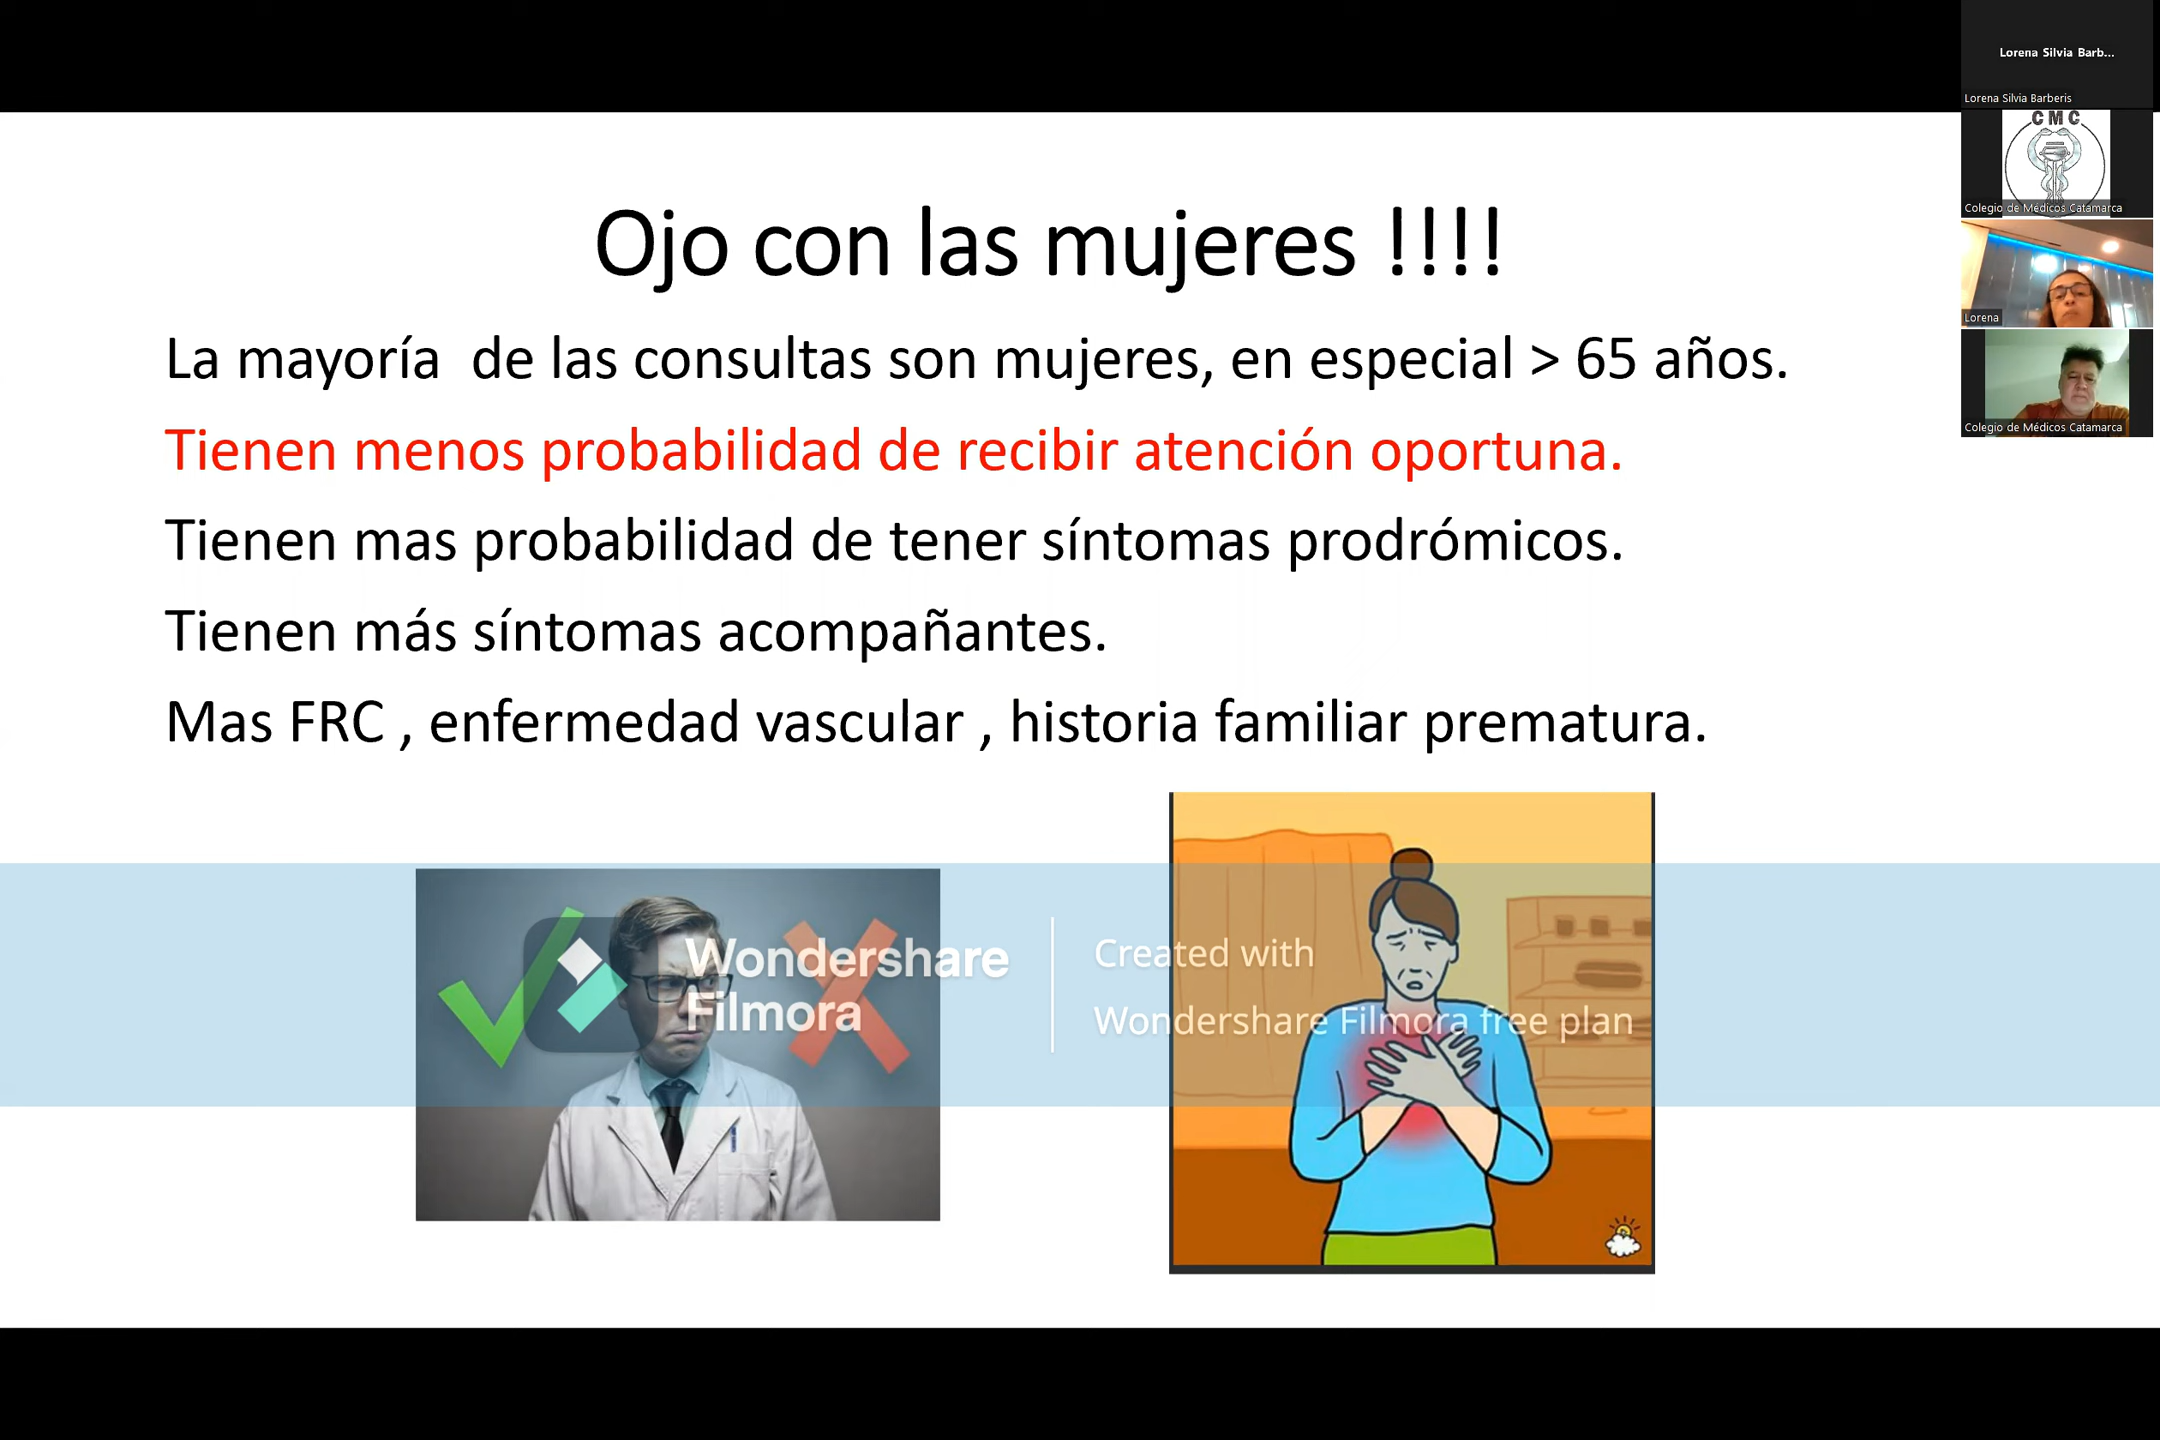 Lorena Silvia Barb...
Lorena Silvia Barberis
CMC
Colegio de Médicos Catamarca
Lorena
Colegio de Médicos Catamarca
Ojo con las mujeres !!!!
La mayoría de las consultas son mujeres, en especial > 65 años.
Tienen menos probabilidad de recibir atención oportuna.
Tienen mas probabilidad de tener síntomas prodrómicos.
Tienen más síntomas acompañantes.
Mas FRC , enfermedad vascular , historia familiar prematura.
Wondershare
Filmora
Created with
Wondershare Filmora free plan